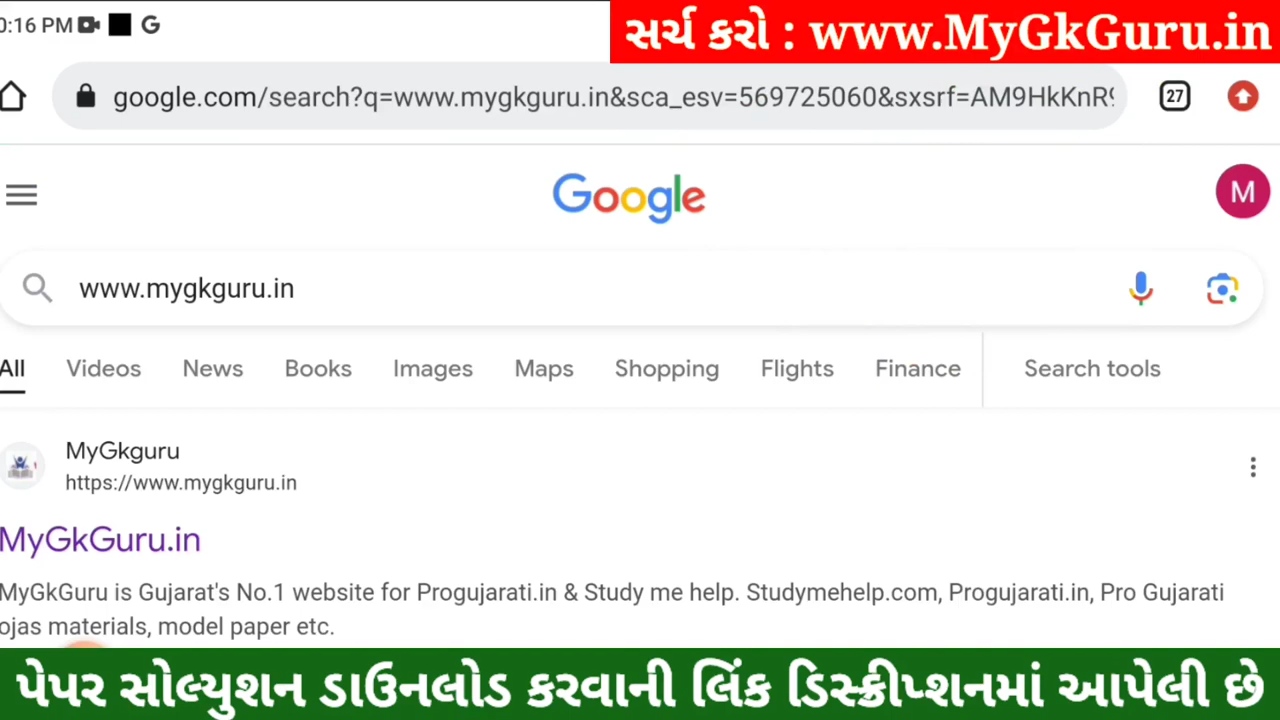 0:16 PM G
સર્ચ કરો : www.MyGkGuru.in
google.com/search?q=www.mygkguru.in&sca_esv=569725060&sxsrf=AM9HkKnR9
27
Google
M
www.mygkguru.in
All Videos News Books Images Maps Shopping Flights Finance Search tools
MyGkguru
https://www.mygkguru.in
MyGkGuru.in
MyGkGuru is Gujarat's No.1 website for Progujarati.in & Study me help. Studymehelp.com, Progujarati.in, Pro Gujarati
ojas materials, model paper etc.
પેપર સોલ્યુશન ડાઉનલોડ કરવાની લિંક ડિસ્ક્રીપ્શનમાં આપેલી છે